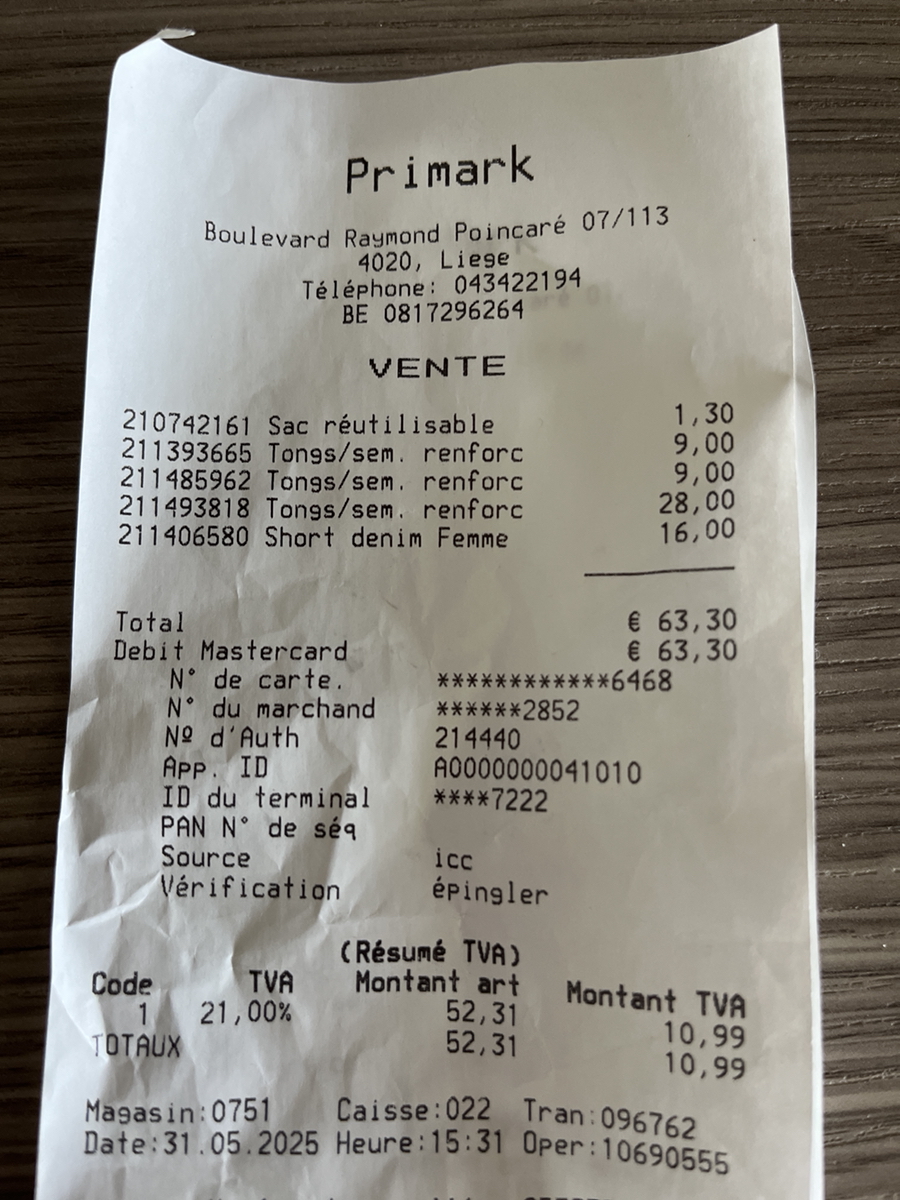 Primark
Boulevard Raymond Poincaré 07/113
4020, Liege
Téléphone: 043422194
BE 0817296264
VENTE
210742161 Sac réutilisable 1,30
211393665 Tongs/sem. renforc 9,00
211485962 Tongs/sem. renforc 9,00
211493818 Tongs/sem. renforc 28,00
211406580 Short denim Femme 16,00
Total € 63,30
Debit Mastercard € 63,30
N° de carte. ************6468
N° du marchand ******2852
Nº d'Auth 214440
App. ID A0000000041010
ID du terminal ****7222
PAN N° de séq
Source icc
Vérification épingler
(Résumé TVA)
Code TVA Montant art Montant TVA
1 21,00% 52,31 10,99
TOTAUX 52,31 10,99
Magasin:0751 Caisse:022 Tran:096762
Date:31.05.2025 Heure:15:31 Oper:10690555